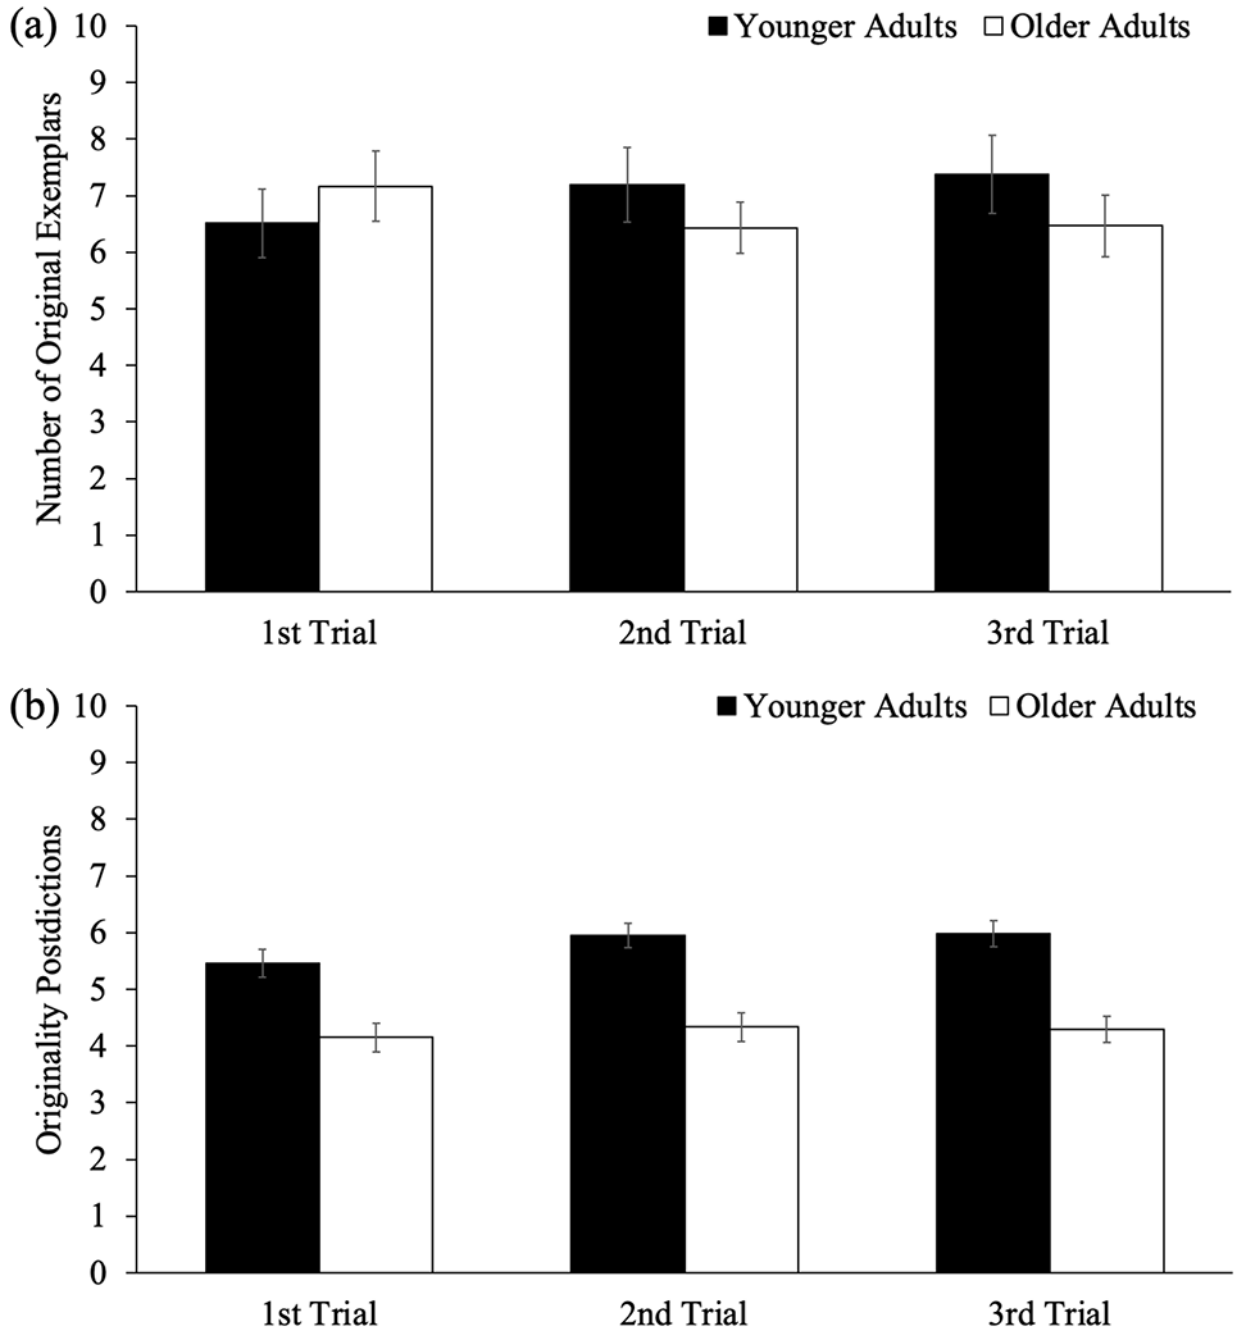 (a)
Younger Adults Older Adults
Number of Original Exemplars
10
9
8
7
6
5
4
3
2
1
0
1st Trial 2nd Trial 3rd Trial
(b)
Younger Adults Older Adults
Originality Postdictions
10
9
8
7
6
5
4
3
2
1
0
1st Trial 2nd Trial 3rd Trial